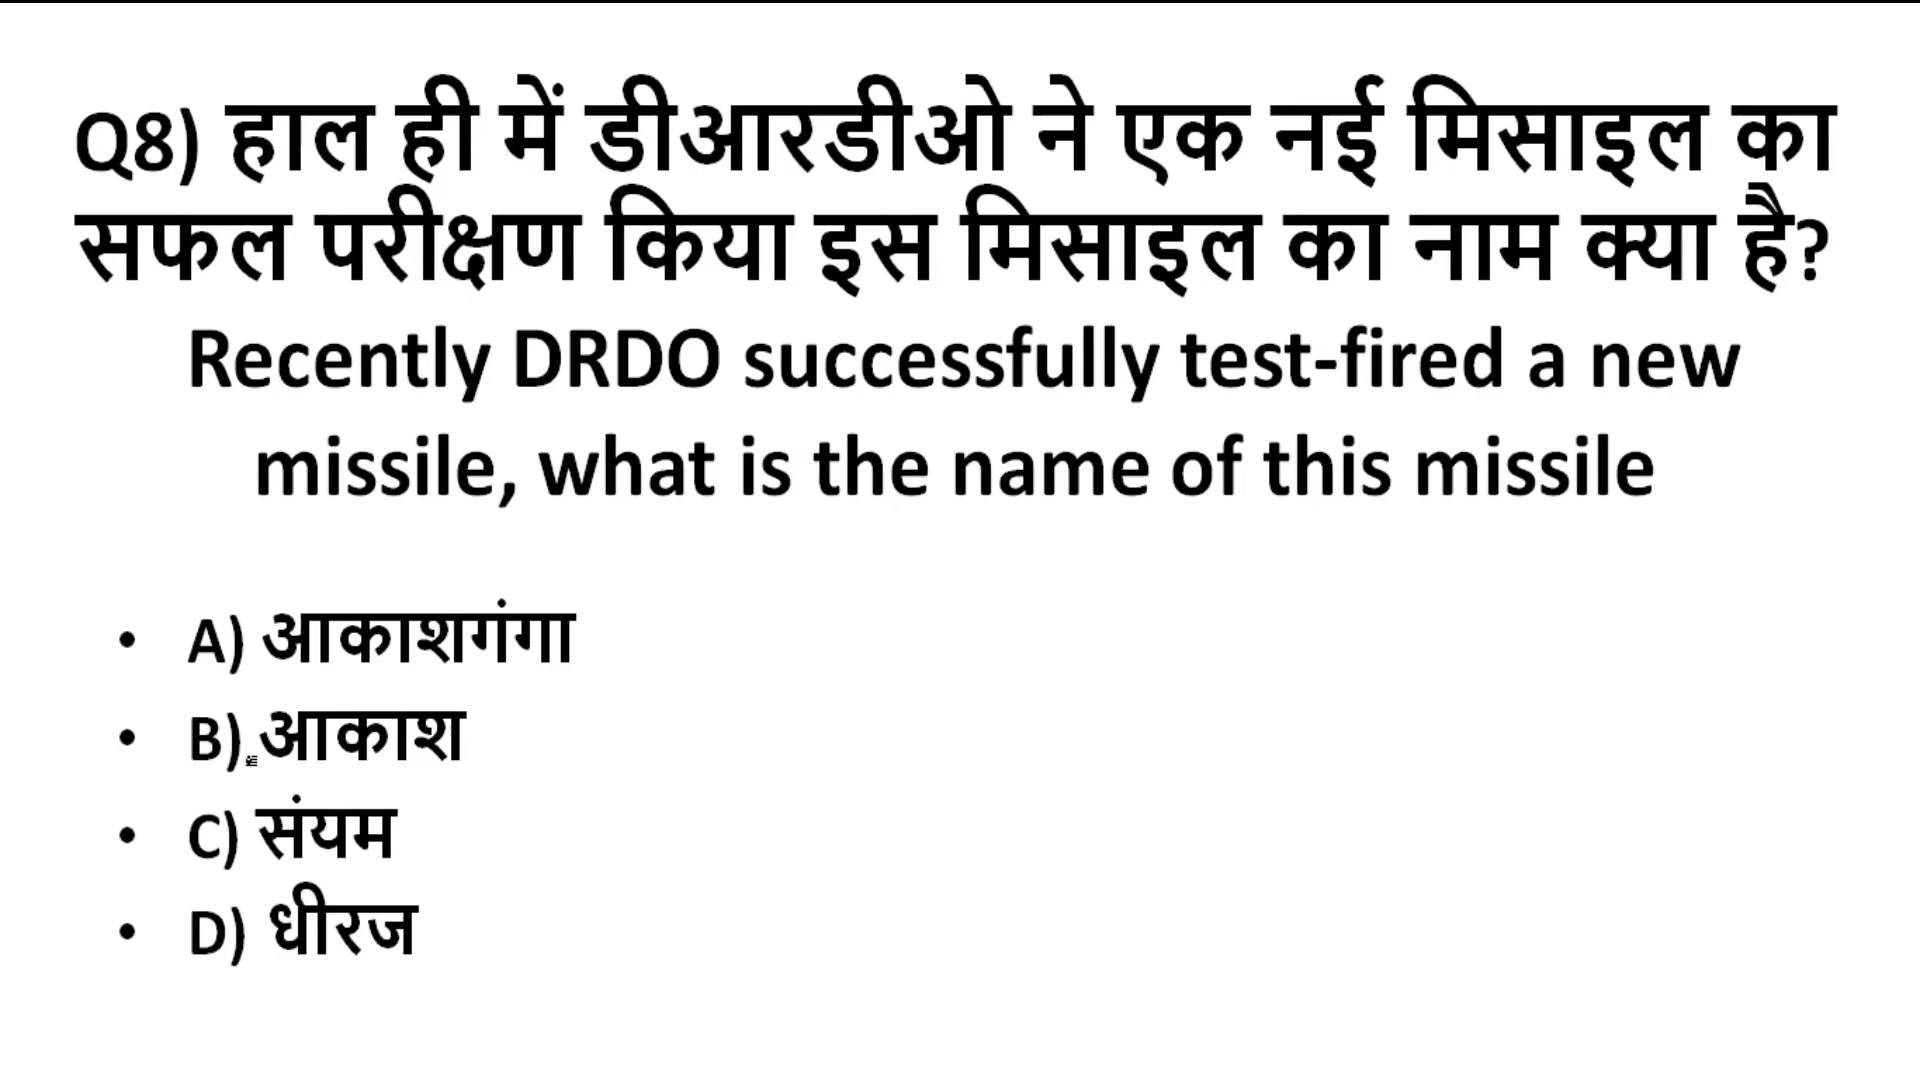 Q8) हाल ही में डीआरडीओ ने एक नई मिसाइल का
सफल परीक्षण किया इस मिसाइल का नाम क्या है?
Recently DRDO successfully test-fired a new
missile, what is the name of this missile
• A) आकाशगंगा
• B) आकाश
• C) संयम
• D) धीरज